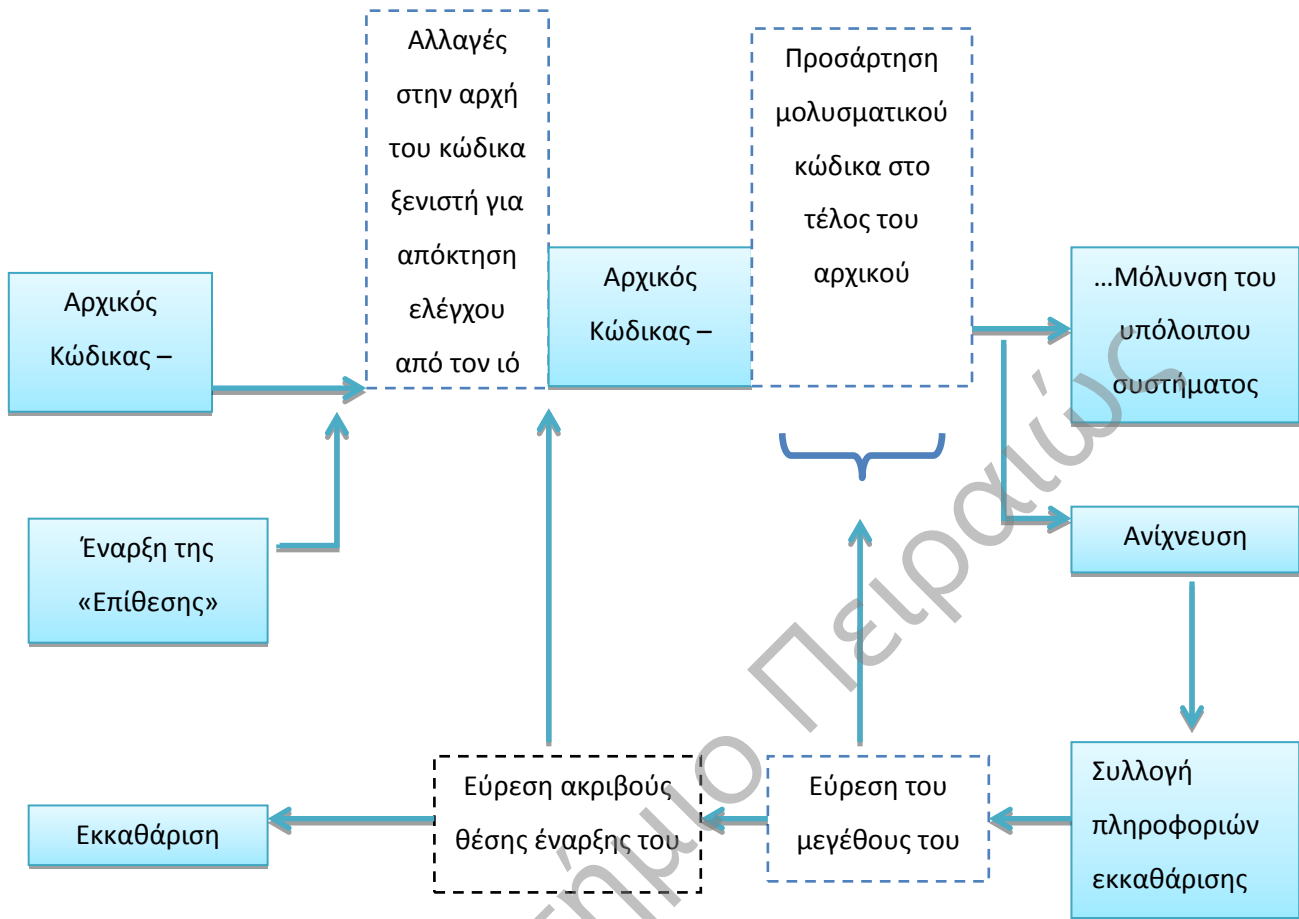 Αλλαγές
στην αρχή
του κώδικα
ξενιστή για
απόκτηση
ελέγχου
από τον ιό
Προσάρτηση
μολυσματικού
κώδικα στο
τέλος του
αρχικού
Αρχικός
Κώδικας –
Αρχικός
Κώδικας –
...Μόλυνση του
υπόλοιπου
συστήματος
Έναρξη της
«Επίθεσης»
Ανίχνευση
Εκκαθάριση
Εύρεση ακριβούς
θέσης έναρξης του
Εύρεση του
μεγέθους του
Συλλογή
πληροφοριών
εκκαθάρισης
τήμιο Πειραιώς